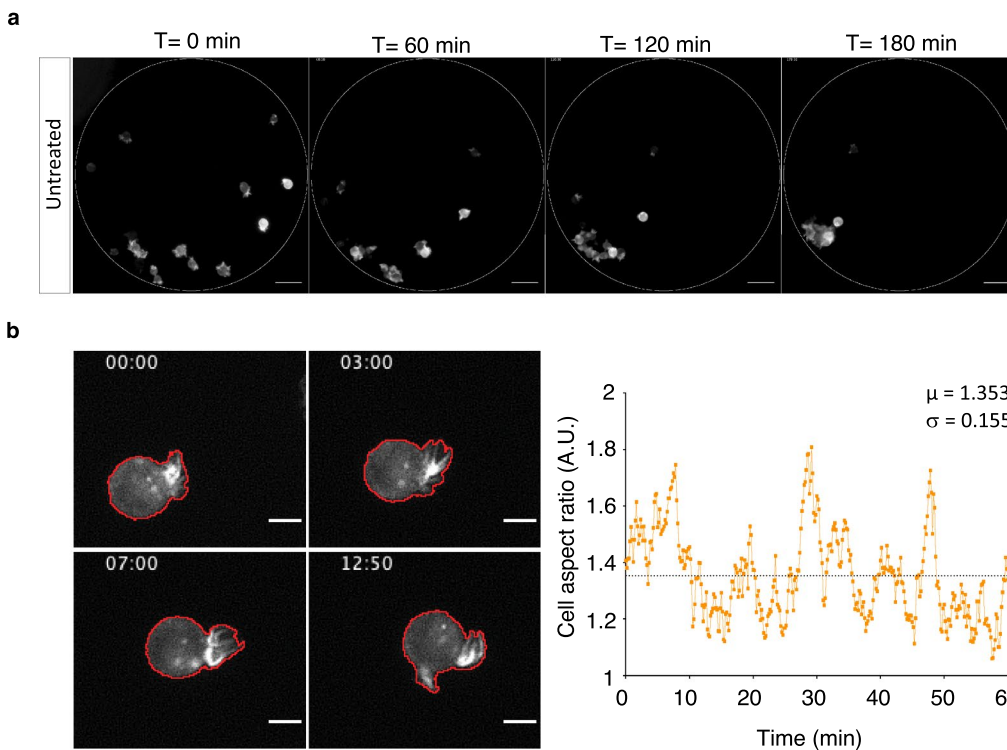 a
T= 0 min
T= 60 min
T= 120 min
T= 180 min
Untreated
b
00:00
03:00
07:00
12:50
2
1.8
1.6
1.4
1.2
1
μ = 1.353
σ = 0.155
Cell aspect ratio (A.U.)
0
10
20
30
40
50
6
Time (min)